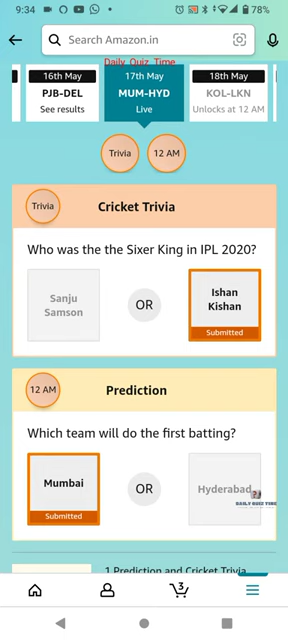 9:34
78%
Search Amazon.in
Daily Quiz Time
16th May
17th May
18th May
PJB-DEL
MUM-HYD
KOL-LKN
See results
Live
Unlocks at 12 AM
Trivia
12 AM
Trivia
Cricket Trivia
Who was the the Sixer King in IPL 2020?
Sanju
Samson
OR
Ishan
Kishan
Submitted
12 AM
Prediction
Which team will do the first batting?
Mumbai
Submitted
OR
Hyderabad
DAILY QUIZ TIME
1 Prediction and Cricket Trivia
3